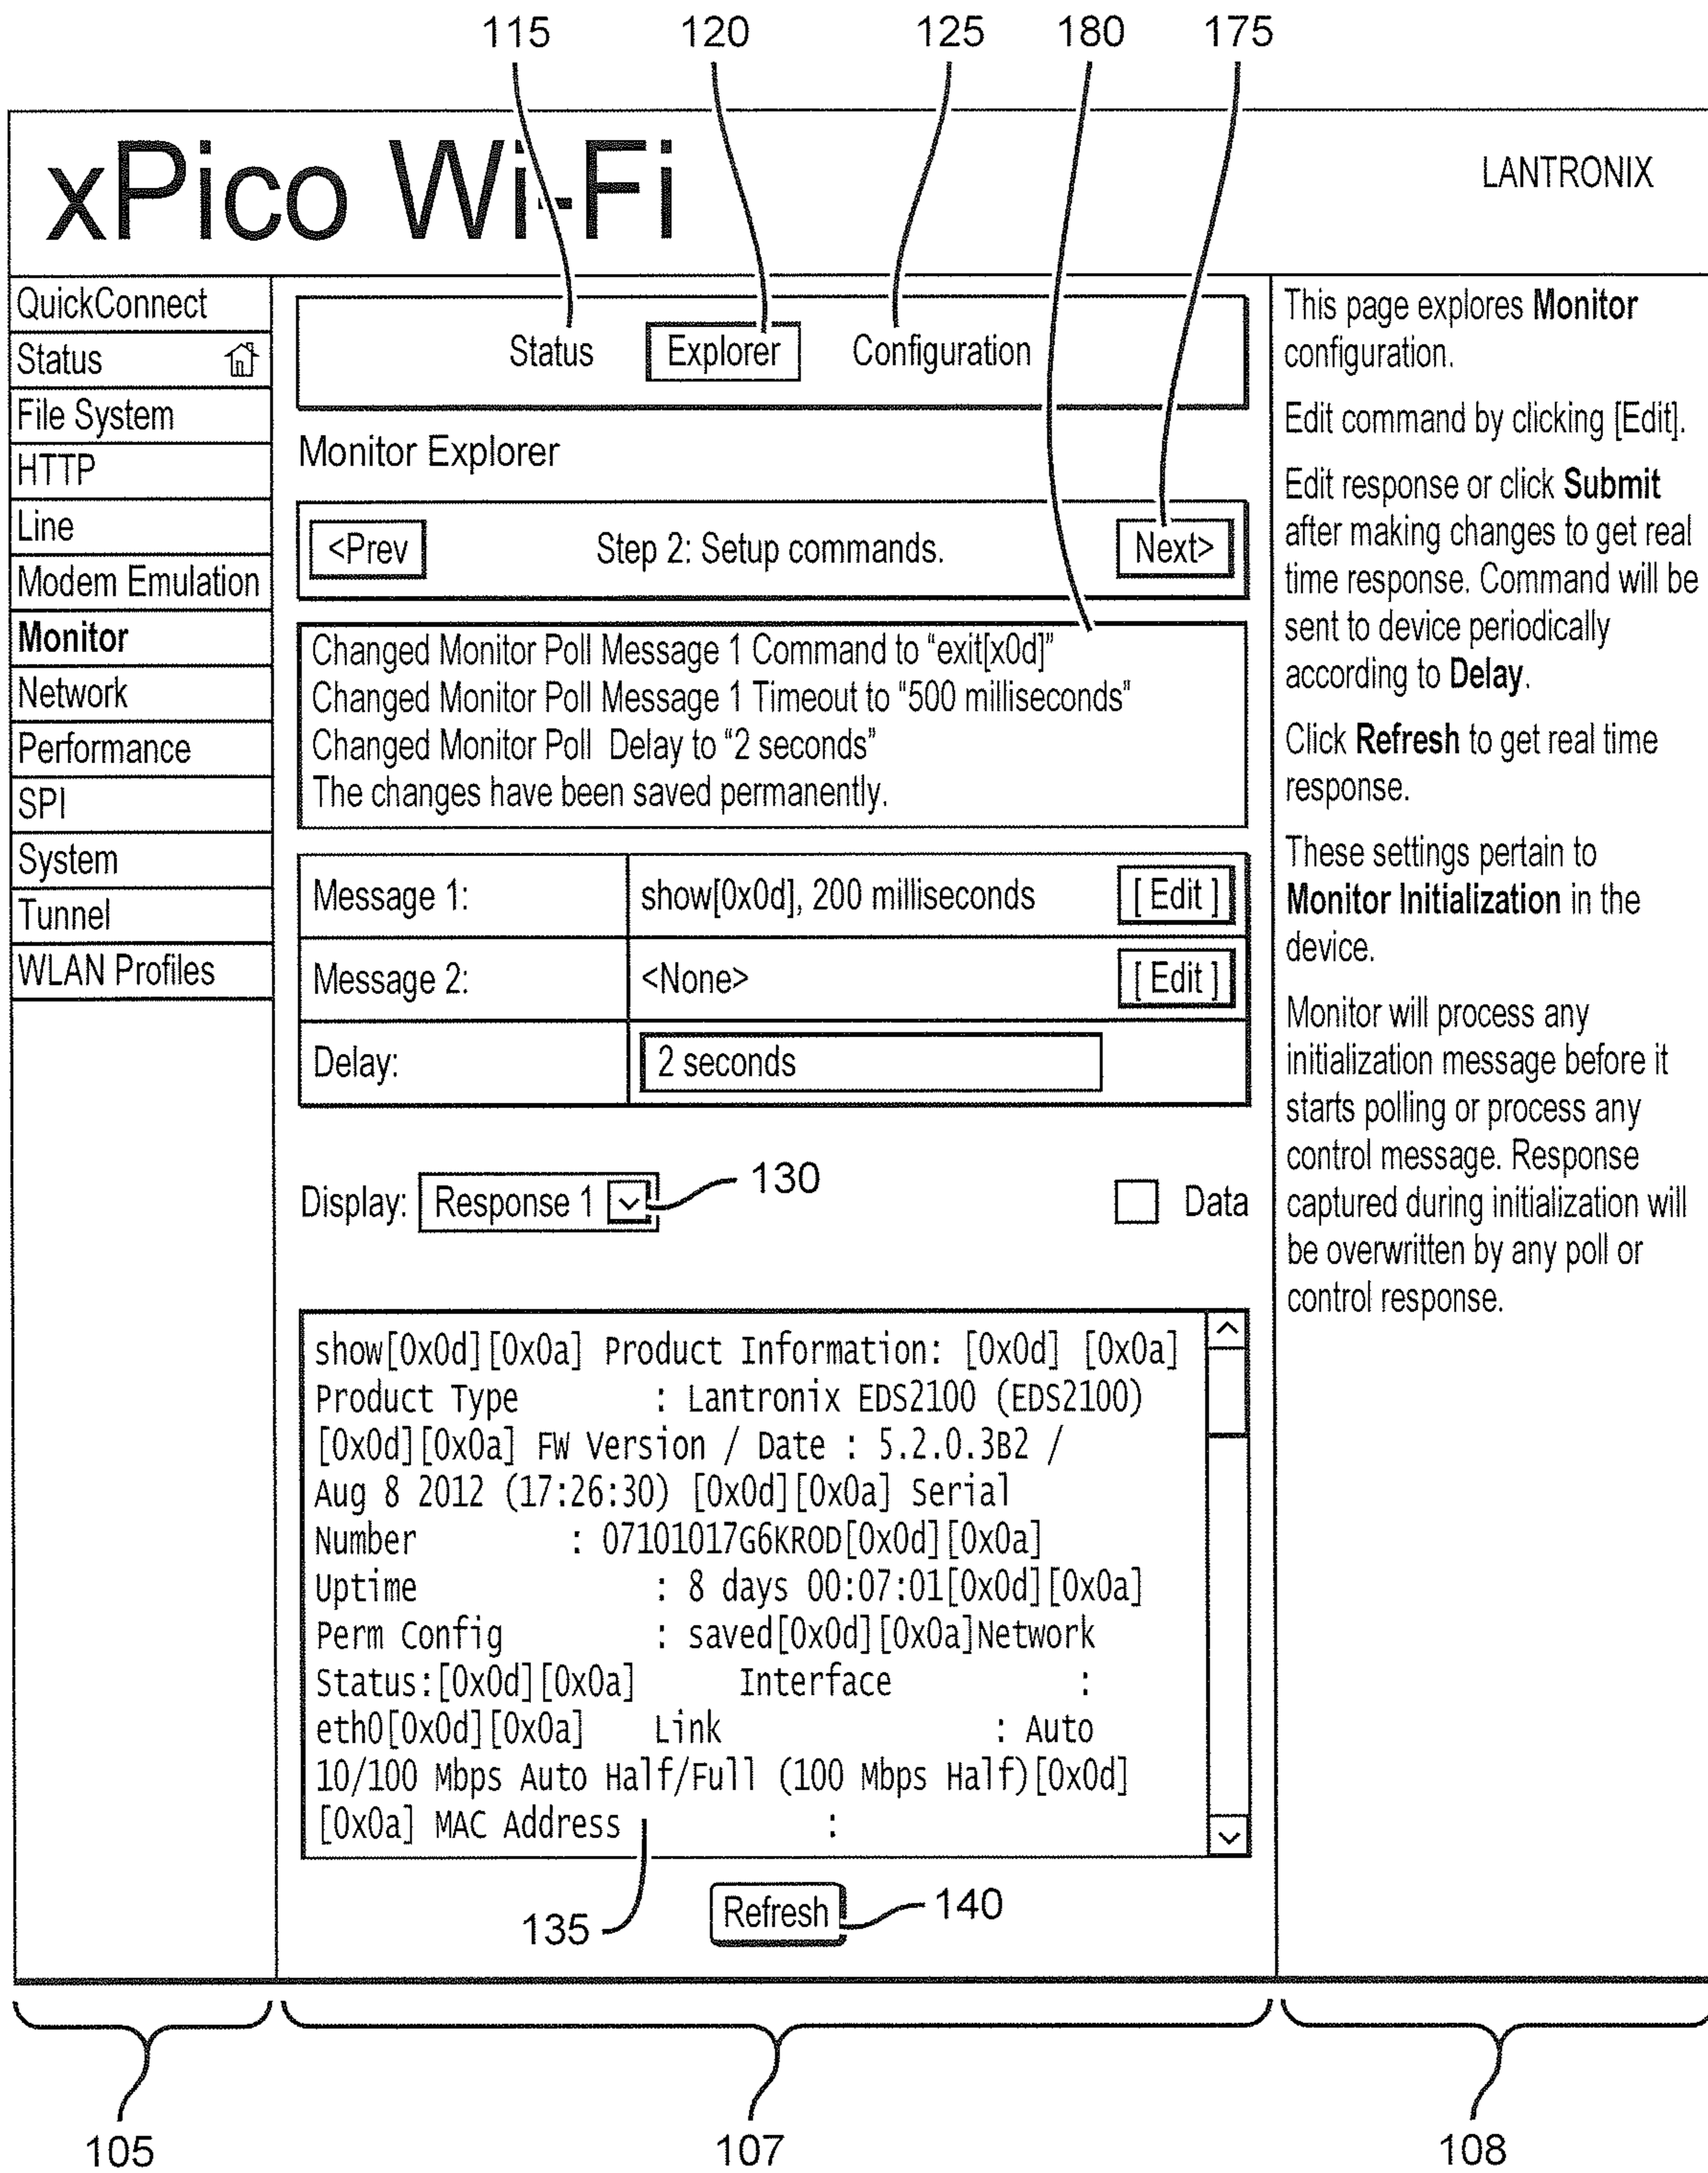 115 120 125 180 175
xPico Wi-Fi
LANTRONIX
QuickConnect
Status
File System
HTTP
Line
Modem Emulation
Monitor
Network
Performance
SPI
System
Tunnel
WLAN Profiles
Status Explorer Configuration
Monitor Explorer
<Prev Step 2: Setup commands. Next>
Changed Monitor Poll Message 1 Command to “exit[x0d]”
Changed Monitor Poll Message 1 Timeout to “500 milliseconds”
Changed Monitor Poll Delay to “2 seconds”
The changes have been saved permanently.
Message 1: show[0x0d], 200 milliseconds [ Edit ]
Message 2: <None> [ Edit ]
Delay: 2 seconds
Display: Response 1 130 Data
show[0x0d][0x0a] Product Information: [0x0d] [0x0a]
Product Type : Lantronix EDS2100 (EDS2100)
[0x0d][0x0a] FW Version / Date : 5.2.0.3B2 /
Aug 8 2012 (17:26:30) [0x0d][0x0a] Serial
Number : 07101017G6KROD[0x0d][0x0a]
Uptime : 8 days 00:07:01[0x0d][0x0a]
Perm Config : saved[0x0d][0x0a]Network
Status:[0x0d][0x0a] Interface :
eth0[0x0d][0x0a] Link : Auto
10/100 Mbps Auto Half/Full (100 Mbps Half)[0x0d]
[0x0a] MAC Address :
135 Refresh 140
This page explores Monitor
configuration.
Edit command by clicking [Edit].
Edit response or click Submit
after making changes to get real
time response. Command will be
sent to device periodically
according to Delay.
Click Refresh to get real time
response.
These settings pertain to
Monitor Initialization in the
device.
Monitor will process any
initialization message before it
starts polling or process any
control message. Response
captured during initialization will
be overwritten by any poll or
control response.
105 107 108